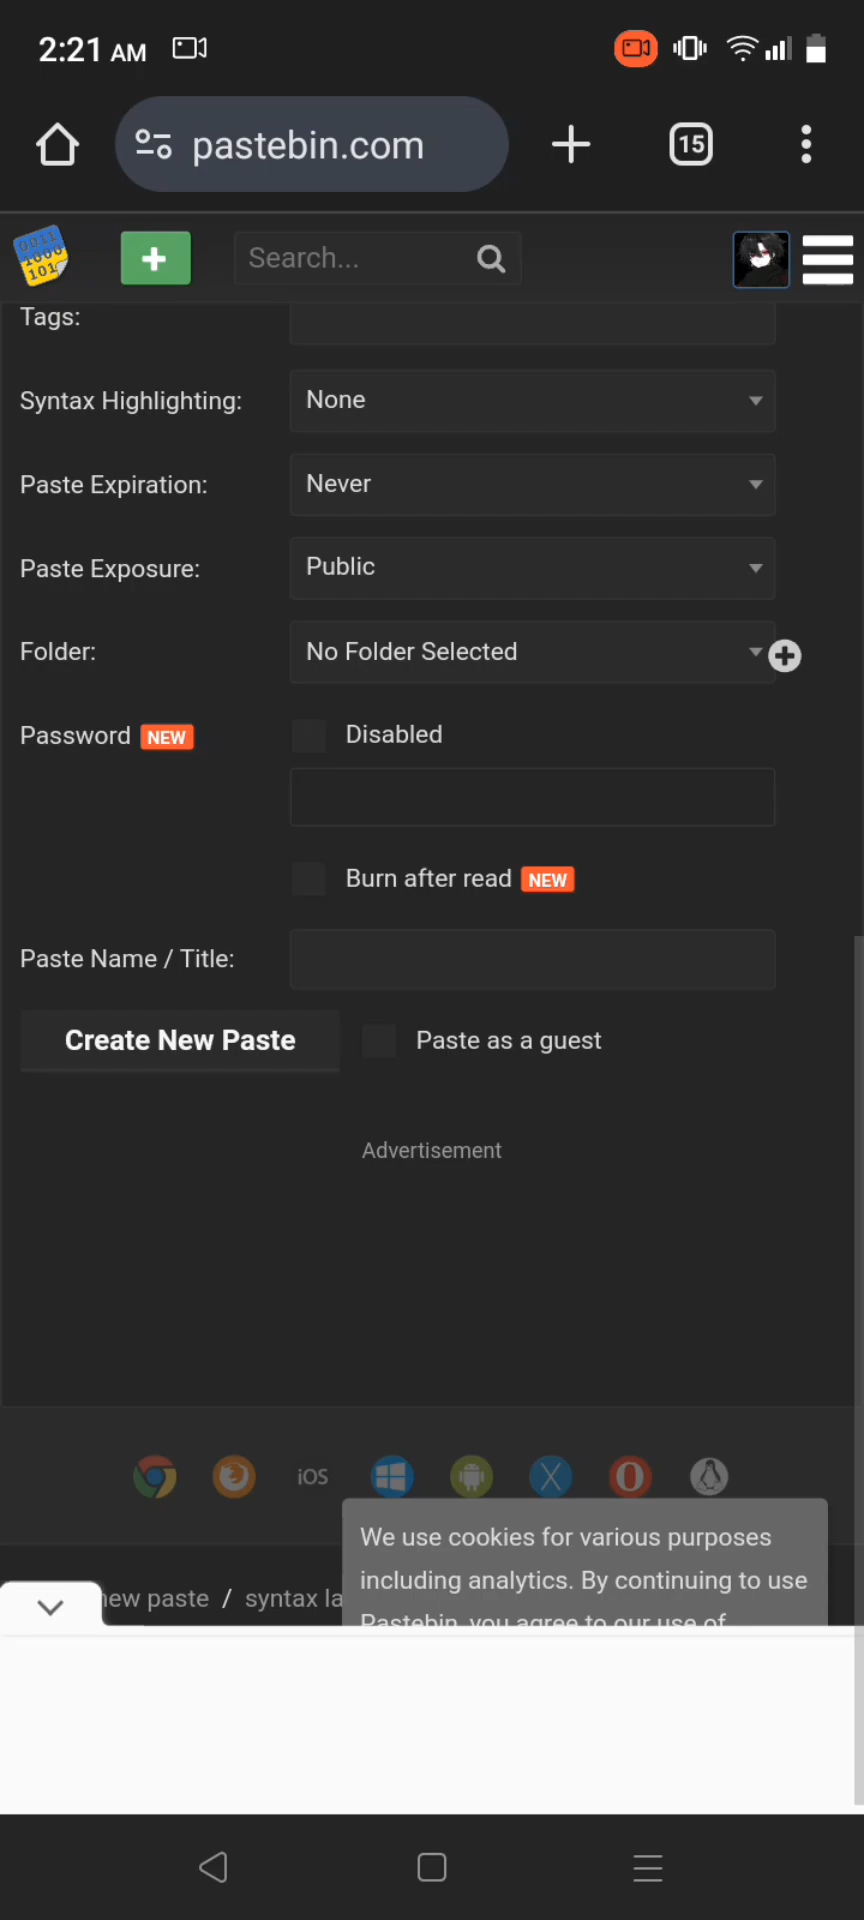 2:21 AM
pastebin.com
15
0011
1000
101
Search...
Tags:
Syntax Highlighting:
None
Paste Expiration:
Never
Paste Exposure:
Public
Folder:
No Folder Selected
Password NEW
Disabled
Burn after read NEW
Paste Name / Title:
Create New Paste
Paste as a guest
Advertisement
iOS
We use cookies for various purposes
including analytics. By continuing to use
Pastebin, you agree to our use of
new paste / syntax la